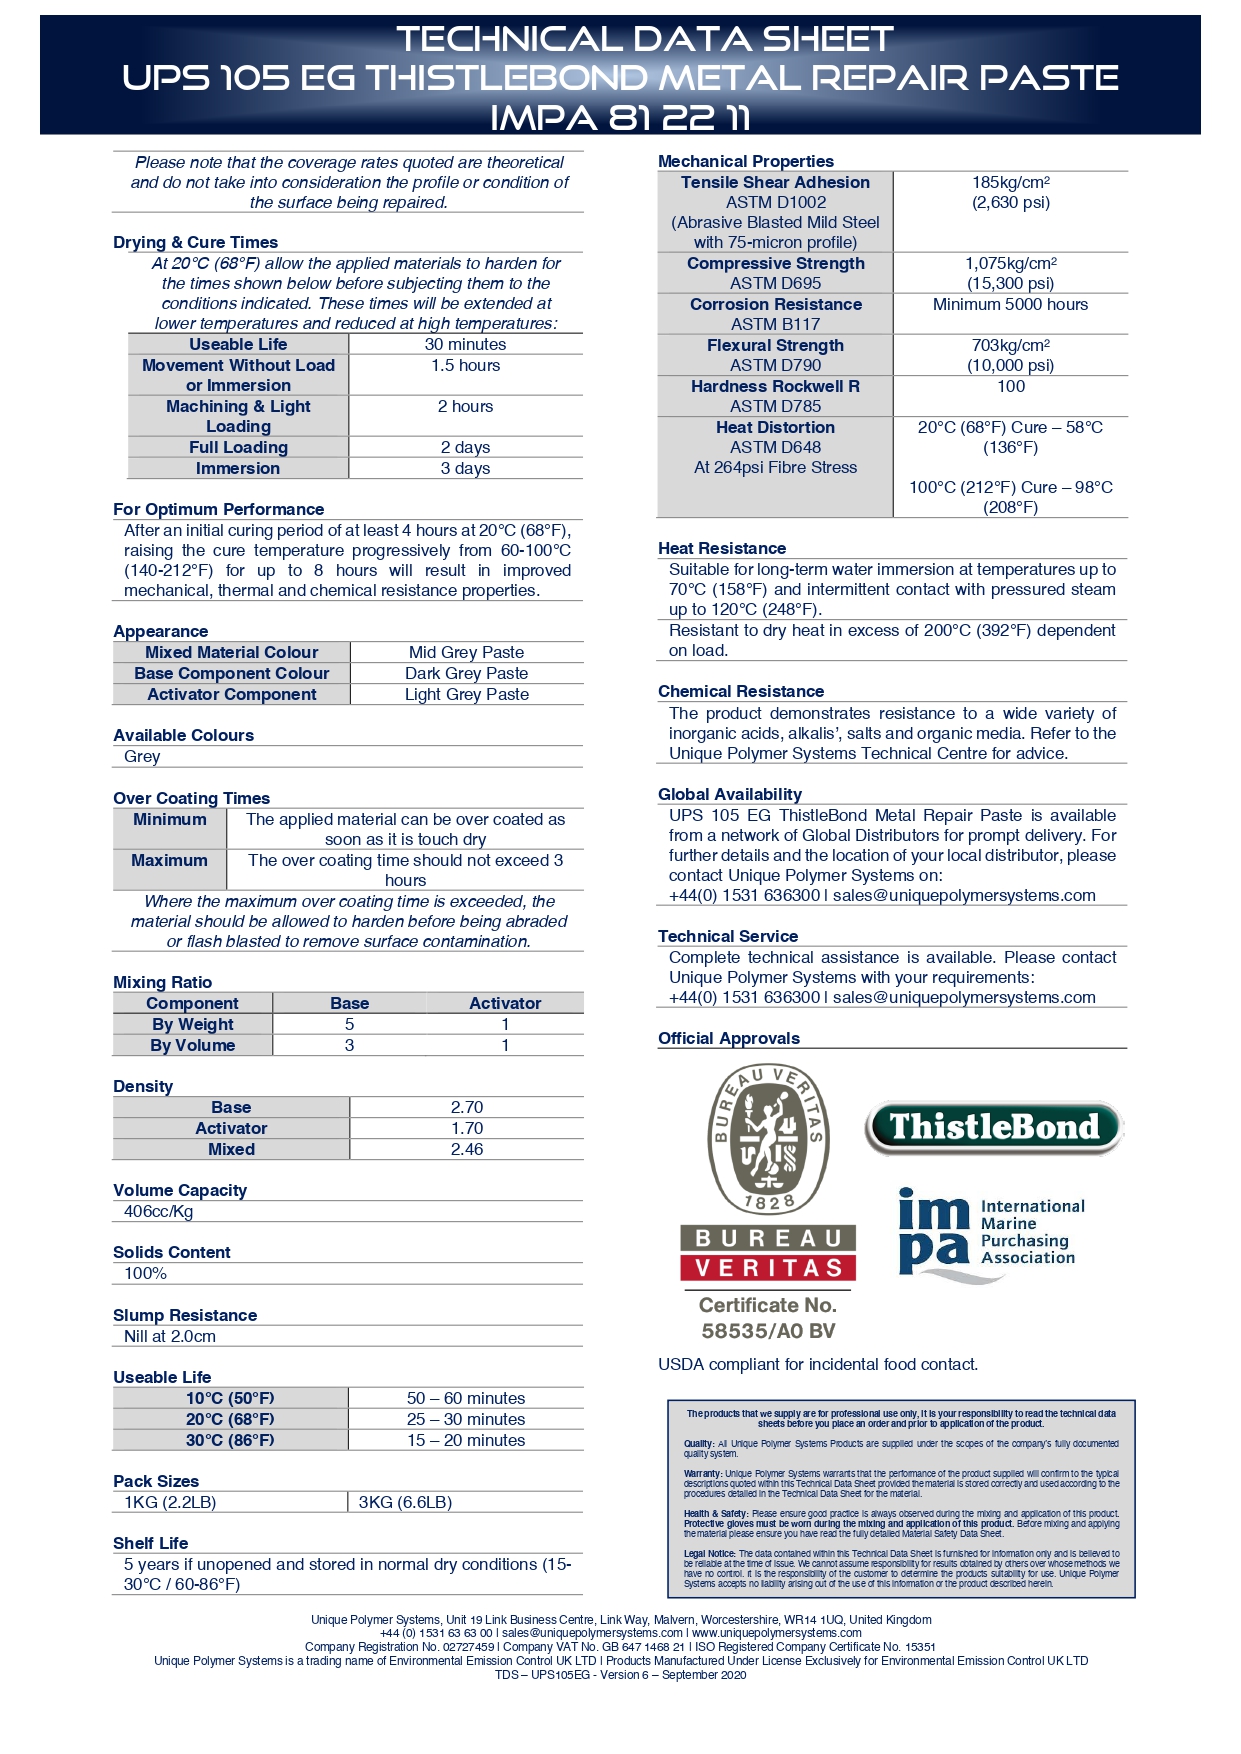 TECHNICAL DATA SHEET
UPS 105 EG THISTLEBOND METAL REPAIR PASTE
IMPA 81 22 11
Please note that the coverage rates quoted are theoretical
and do not take into consideration the profile or condition of
the surface being repaired.
Drying & Cure Times
At 20°C (68°F) allow the applied materials to harden for
the times shown below before subjecting them to the
conditions indicated. These times will be extended at
lower temperatures and reduced at high temperatures:
Useable Life 30 minutes
Movement Without Load 1.5 hours
or Immersion
Machining & Light 2 hours
Loading
Full Loading 2 days
Immersion 3 days
For Optimum Performance
After an initial curing period of at least 4 hours at 20°C (68°F),
raising the cure temperature progressively from 60-100°C
(140-212°F) for up to 8 hours will result in improved
mechanical, thermal and chemical resistance properties.
Appearance
Mixed Material Colour Mid Grey Paste
Base Component Colour Dark Grey Paste
Activator Component Light Grey Paste
Available Colours
Grey
Over Coating Times
Minimum The applied material can be over coated as
soon as it is touch dry
Maximum The over coating time should not exceed 3
hours
Where the maximum over coating time is exceeded, the
material should be allowed to harden before being abraded
or flash blasted to remove surface contamination.
Mixing Ratio
Component Base Activator
By Weight 5 1
By Volume 3 1
Density
Base 2.70
Activator 1.70
Mixed 2.46
Volume Capacity
406cc/Kg
Solids Content
100%
Slump Resistance
Nill at 2.0cm
Useable Life
10°C (50°F) 50 – 60 minutes
20°C (68°F) 25 – 30 minutes
30°C (86°F) 15 – 20 minutes
Pack Sizes
1KG (2.2LB) 3KG (6.6LB)
Shelf Life
5 years if unopened and stored in normal dry conditions (15-
30°C / 60-86°F)
Mechanical Properties
Tensile Shear Adhesion 185kg/cm²
ASTM D1002 (2,630 psi)
(Abrasive Blasted Mild Steel
with 75-micron profile)
Compressive Strength 1,075kg/cm²
ASTM D695 (15,300 psi)
Corrosion Resistance Minimum 5000 hours
ASTM B117
Flexural Strength 703kg/cm²
ASTM D790 (10,000 psi)
Hardness Rockwell R 100
ASTM D785
Heat Distortion 20°C (68°F) Cure – 58°C
ASTM D648 (136°F)
At 264psi Fibre Stress
100°C (212°F) Cure – 98°C
(208°F)
Heat Resistance
Suitable for long-term water immersion at temperatures up to
70°C (158°F) and intermittent contact with pressured steam
up to 120°C (248°F).
Resistant to dry heat in excess of 200°C (392°F) dependent
on load.
Chemical Resistance
The product demonstrates resistance to a wide variety of
inorganic acids, alkalis', salts and organic media. Refer to the
Unique Polymer Systems Technical Centre for advice.
Global Availability
UPS 105 EG ThistleBond Metal Repair Paste is available
from a network of Global Distributors for prompt delivery. For
further details and the location of your local distributor, please
contact Unique Polymer Systems on:
+44(0) 1531 636300 | sales@uniquepolymersystems.com
Technical Service
Complete technical assistance is available. Please contact
Unique Polymer Systems with your requirements:
+44(0) 1531 636300 | sales@uniquepolymersystems.com
Official Approvals
BUREAU VERITAS
1828
BUREAU
VERITAS
Certificate No.
58535/A0 BV
ThistleBond
impa International
Marine
Purchasing
Association
USDA compliant for incidental food contact.
The products that we supply are for professional use only, it is your responsibility to read the technical data
sheets before you place an order and prior to application of the product.
Quality: All Unique Polymer Systems Products are supplied under the scopes of the company's fully documented
quality system.
Warranty: Unique Polymer Systems warrants that the performance of the product supplied will confirm to the typical
descriptions quoted within this Technical Data Sheet provided the material is stored correctly and used according to the
procedures detailed in the Technical Data Sheet for the material.
Health & Safety: Please ensure good practice is always observed during the mixing and application of this product.
Protective gloves must be worn during the mixing and application of this product. Before mixing and applying
the material please ensure you have read the fully detailed Material Safety Data Sheet.
Legal Notice: The data contained within this Technical Data Sheet is furnished for information only and is believed to
be reliable at the time of issue. We cannot assume responsibility for results obtained by others over whose methods we
have no control. It is the responsibility of the customer to determine the products suitability for use. Unique Polymer
Systems accepts no liability arising out of the use of this information or the product described herein.
Unique Polymer Systems, Unit 19 Link Business Centre, Link Way, Malvern, Worcestershire, WR14 1UQ, United Kingdom
+44 (0) 1531 63 63 00 | sales@uniquepolymersystems.com | www.uniquepolymersystems.com
Company Registration No. 02727459 | Company VAT No. GB 647 1468 21 | ISO Registered Company Certificate No. 15351
Unique Polymer Systems is a trading name of Environmental Emission Control UK LTD | Products Manufactured Under License Exclusively for Environmental Emission Control UK LTD
TDS – UPS105EG - Version 6 – September 2020